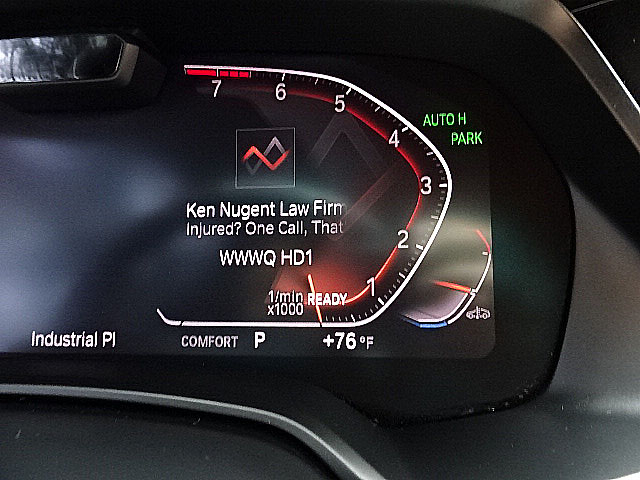 7
6
5
4
3
2
1
AUTO H
PARK
Ken Nugent Law Firm
Injured? One Call, That
WWWQ HD1
1/min
x1000
READY
Industrial Pl
COMFORT P +76 °F